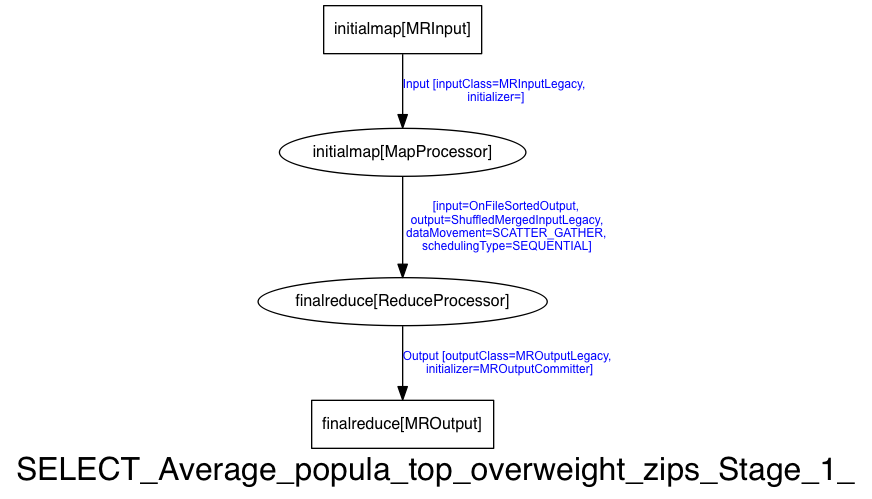 initialmap[MRInput]
Input [inputClass=MRInputLegacy,
initializer=]
initialmap[MapProcessor]
[input=OnFileSortedOutput,
output=ShuffledMergedInputLegacy,
dataMovement=SCATTER_GATHER,
schedulingType=SEQUENTIAL]
finalreduce[ReduceProcessor]
Output [outputClass=MROutputLegacy,
initializer=MROutputCommitter]
finalreduce[MROutput]
SELECT_Average_popula_top_overweight_zips_Stage_1_